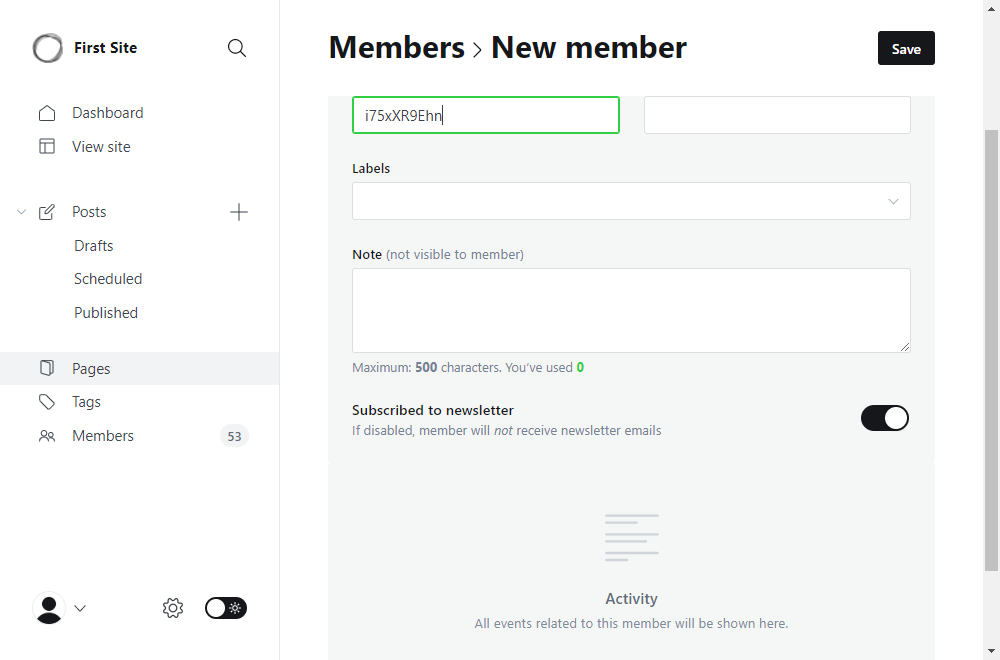 First Site
Dashboard
View site
Posts
Drafts
Scheduled
Published
Pages
Tags
Members
53
Members > New member
Save
i75xXR9Ehn
Labels
Note (not visible to member)
Maximum: 500 characters. You've used 0
Subscribed to newsletter
If disabled, member will not receive newsletter emails
Activity
All events related to this member will be shown here.